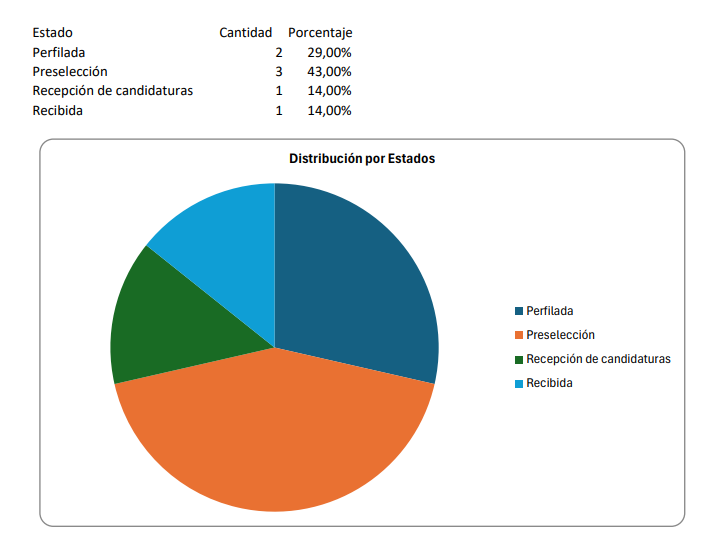 Estado Cantidad Porcentaje
Perfilada 2 29,00%
Preselección 3 43,00%
Recepción de candidaturas 1 14,00%
Recibida 1 14,00%
Distribución por Estados
Perfilada
Preselección
Recepción de candidaturas
Recibida